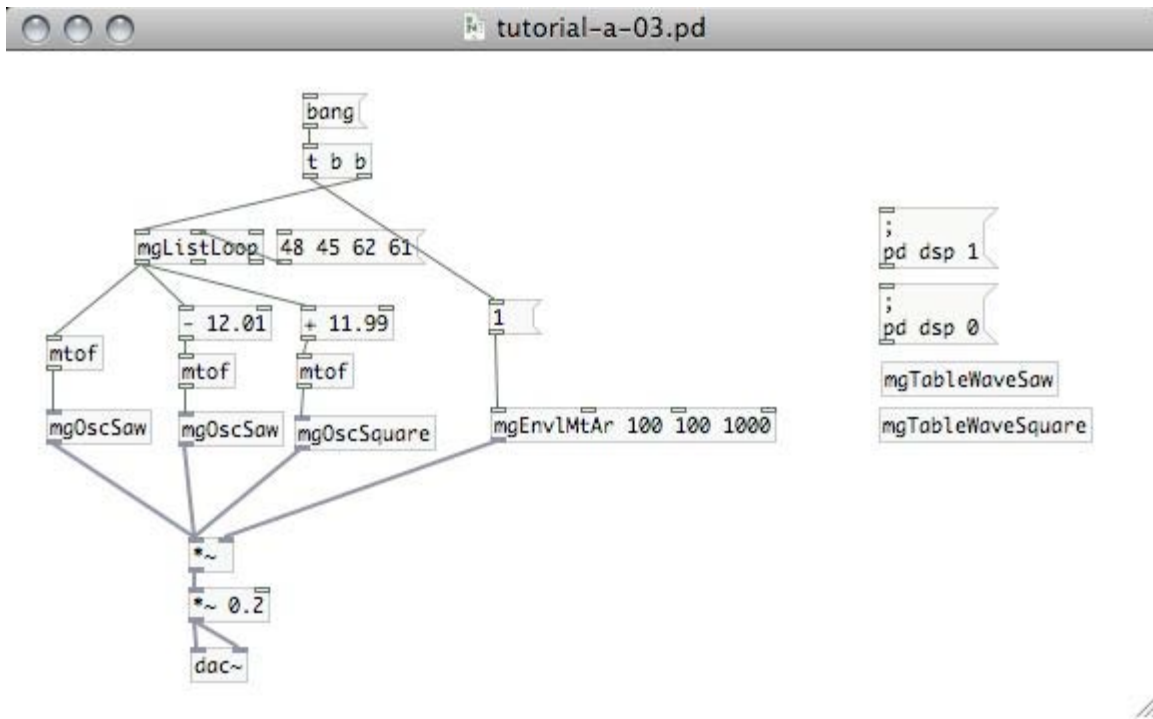 tutorial-a-03.pd
bang
t b b
mgListLoop
48 45 62 61
;
pd dsp 1
1
- 12.01
+ 11.99
;
pd dsp 0
mtof
mtof
mtof
mgTableWaveSaw
mgOscSaw
mgOscSaw
mgOscSquare
mgEnvlMtAr 100 100 1000
mgTableWaveSquare
*~
*~ 0.2
dac~